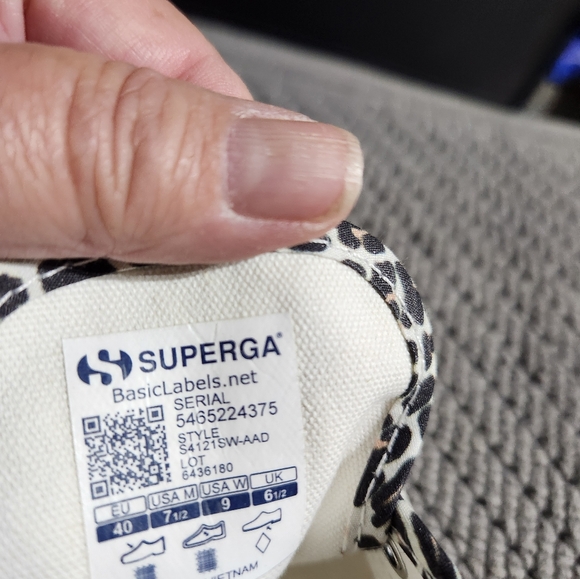 SUPERGA®
BasicLabels.net
SERIAL
5465224375
STYLE
S4121SW-AAD
LOT
6436180
EU USA M USA W UK
40 7 1/2 9 6 1/2